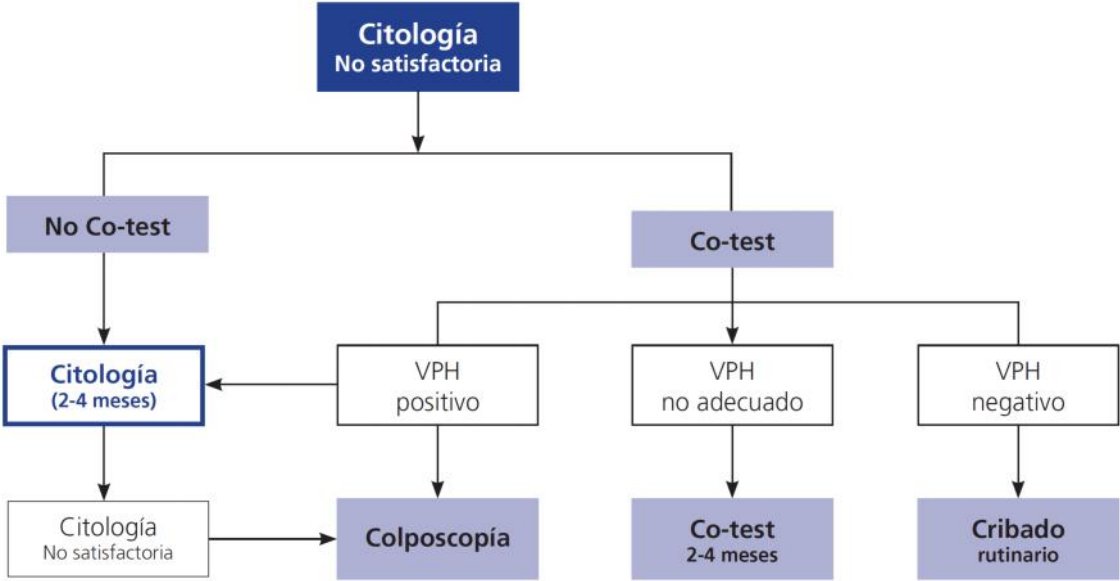 Citología
No satisfactoria
No Co-test
Co-test
Citología
(2-4 meses)
VPH
positivo
VPH
no adecuado
VPH
negativo
Citología
No satisfactoria
Colposcopía
Co-test
2-4 meses
Cribado
rutinario